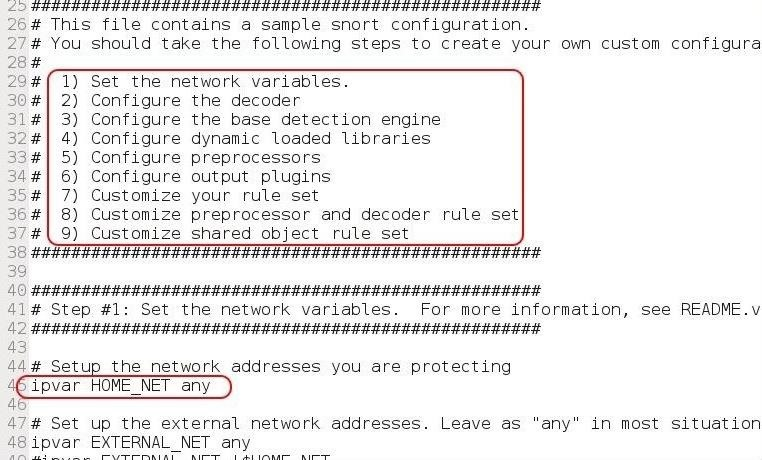 25 ###################################################
26 # This file contains a sample snort configuration.
27 # You should take the following steps to create your own custom configura
28 #
29 #  1) Set the network variables.
30 #  2) Configure the decoder
31 #  3) Configure the base detection engine
32 #  4) Configure dynamic loaded libraries
33 #  5) Configure preprocessors
34 #  6) Configure output plugins
35 #  7) Customize your rule set
36 #  8) Customize preprocessor and decoder rule set
37 #  9) Customize shared object rule set
38 ###################################################
39
40 ###################################################
41 # Step #1: Set the network variables.  For more information, see README.v
42 ###################################################
43
44 # Setup the network addresses you are protecting
45 ipvar HOME_NET any
46
47 # Set up the external network addresses. Leave as "any" in most situation
48 ipvar EXTERNAL_NET any
49 #ipvar EXTERNAL_NET !$HOME_NET